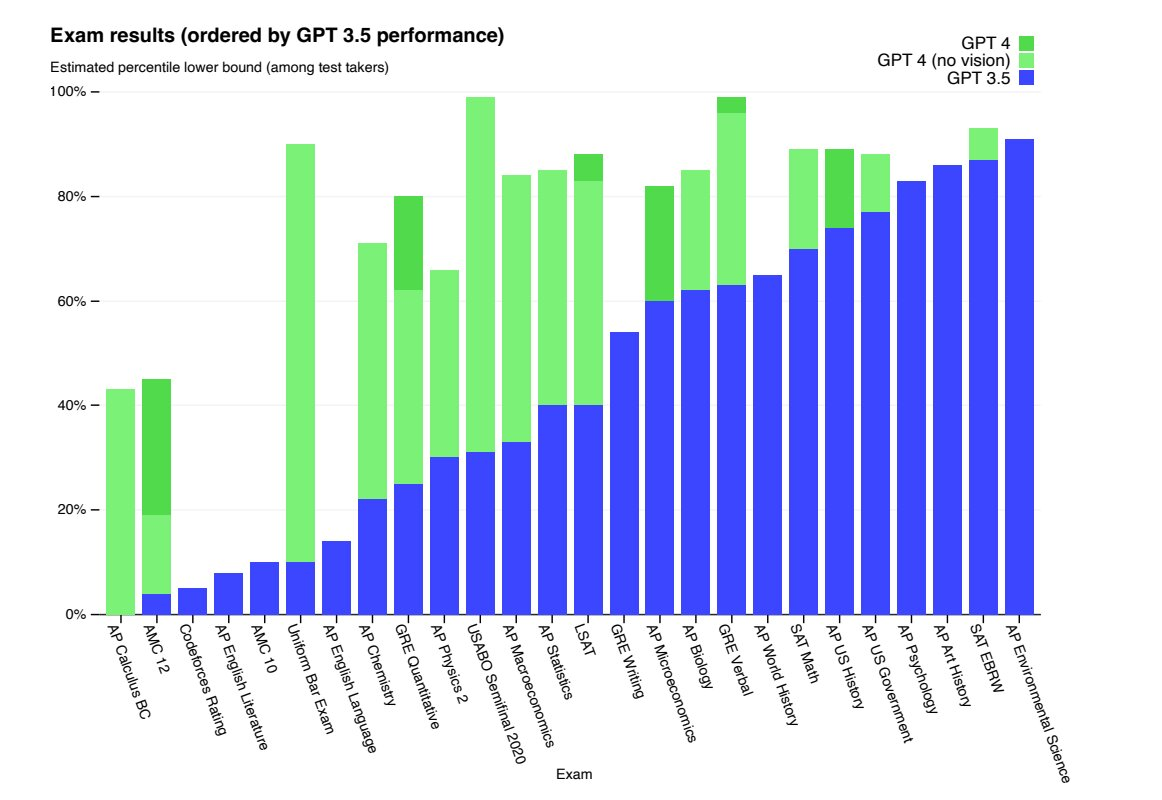 Exam results (ordered by GPT 3.5 performance)
Estimated percentile lower bound (among test takers)
GPT 4
GPT 4 (no vision)
GPT 3.5
100%
80%
60%
40%
20%
0%
AP Calculus BC
AMC 12
Codeforces Rating
AP English Literature
AMC 10
Uniform Bar Exam
AP English Language
AP Chemistry
GRE Quantitative
AP Physics 2
USABO Semifinal 2020
AP Macroeconomics
AP Statistics
LSAT
GRE Writing
AP Microeconomics
AP Biology
GRE Verbal
AP World History
SAT Math
AP US History
AP US Government
AP Psychology
AP Art History
SAT EBRW
AP Environmental Science
Exam